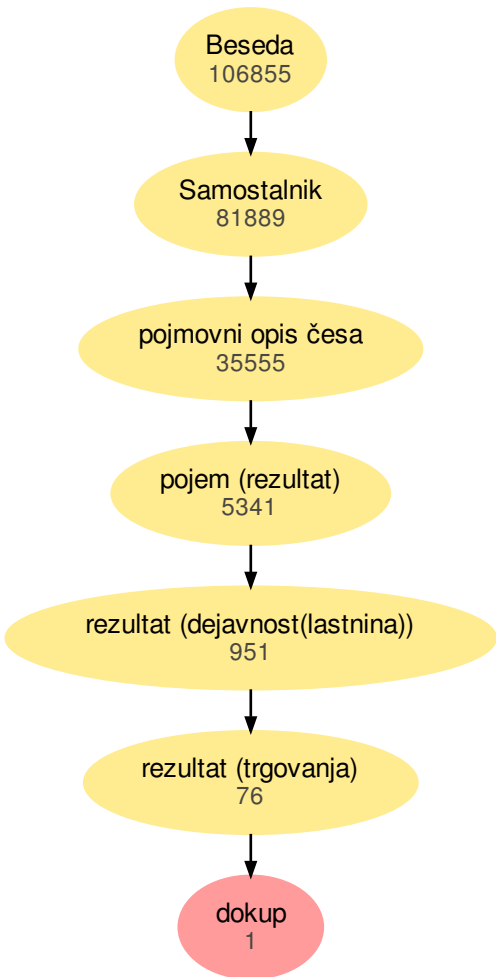 Beseda
106855
Samostalnik
81889
pojmovni opis česa
35555
pojem (rezultat)
5341
rezultat (dejavnost(lastnina))
951
rezultat (trgovanja)
76
dokup
1